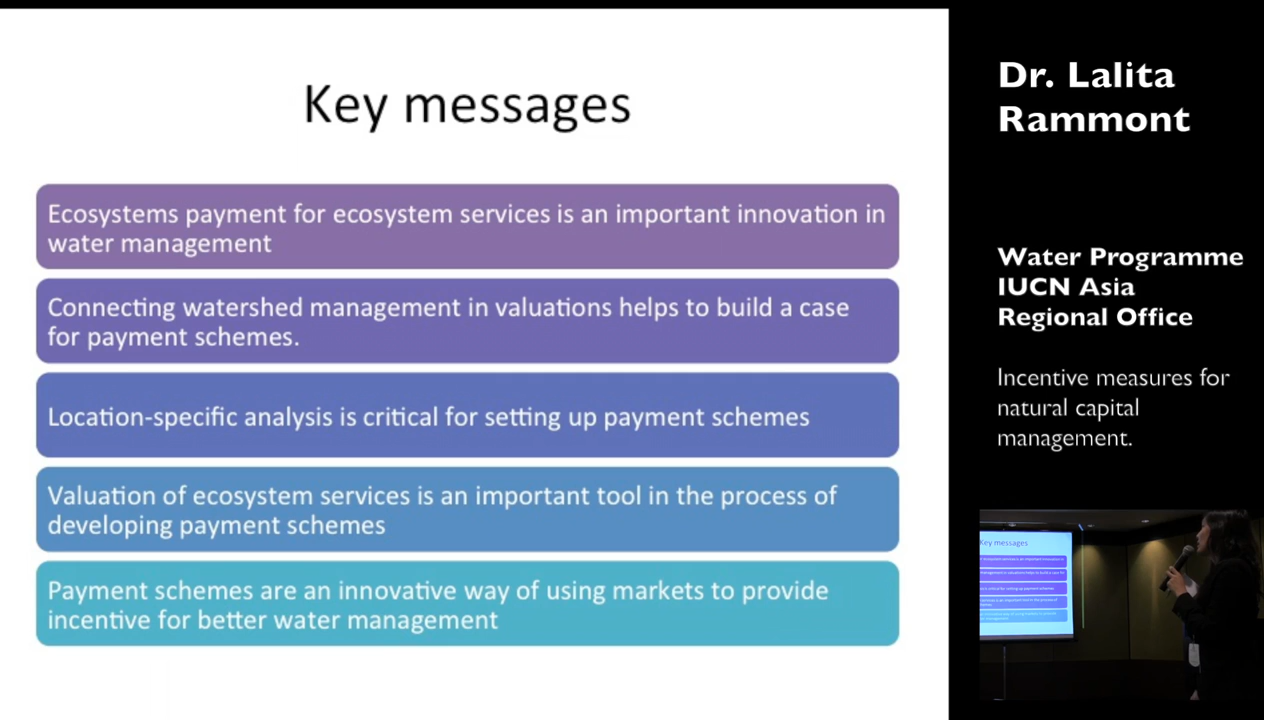 Key messages
Ecosystems payment for ecosystem services is an important innovation in
water management
Connecting watershed management in valuations helps to build a case
for payment schemes.
Location-specific analysis is critical for setting up payment schemes
Valuation of ecosystem services is an important tool in the process of
developing payment schemes
Payment schemes are an innovative way of using markets to provide
incentive for better water management
Dr. Lalita
Rammont
Water Programme
IUCN Asia
Regional Office
Incentive measures for
natural capital
management.
Key messages